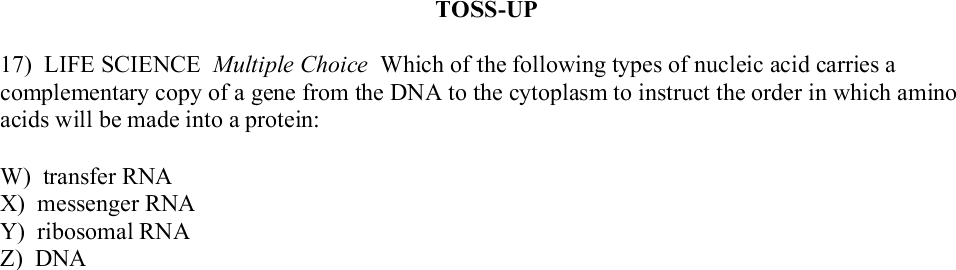 TOSS-UP
17) LIFE SCIENCE Multiple Choice Which of the following types of nucleic acid carries a
complementary copy of a gene from the DNA to the cytoplasm to instruct the order in which amino
acids will be made into a protein:
W) transfer RNA
X) messenger RNA
Y) ribosomal RNA
Z) DNA